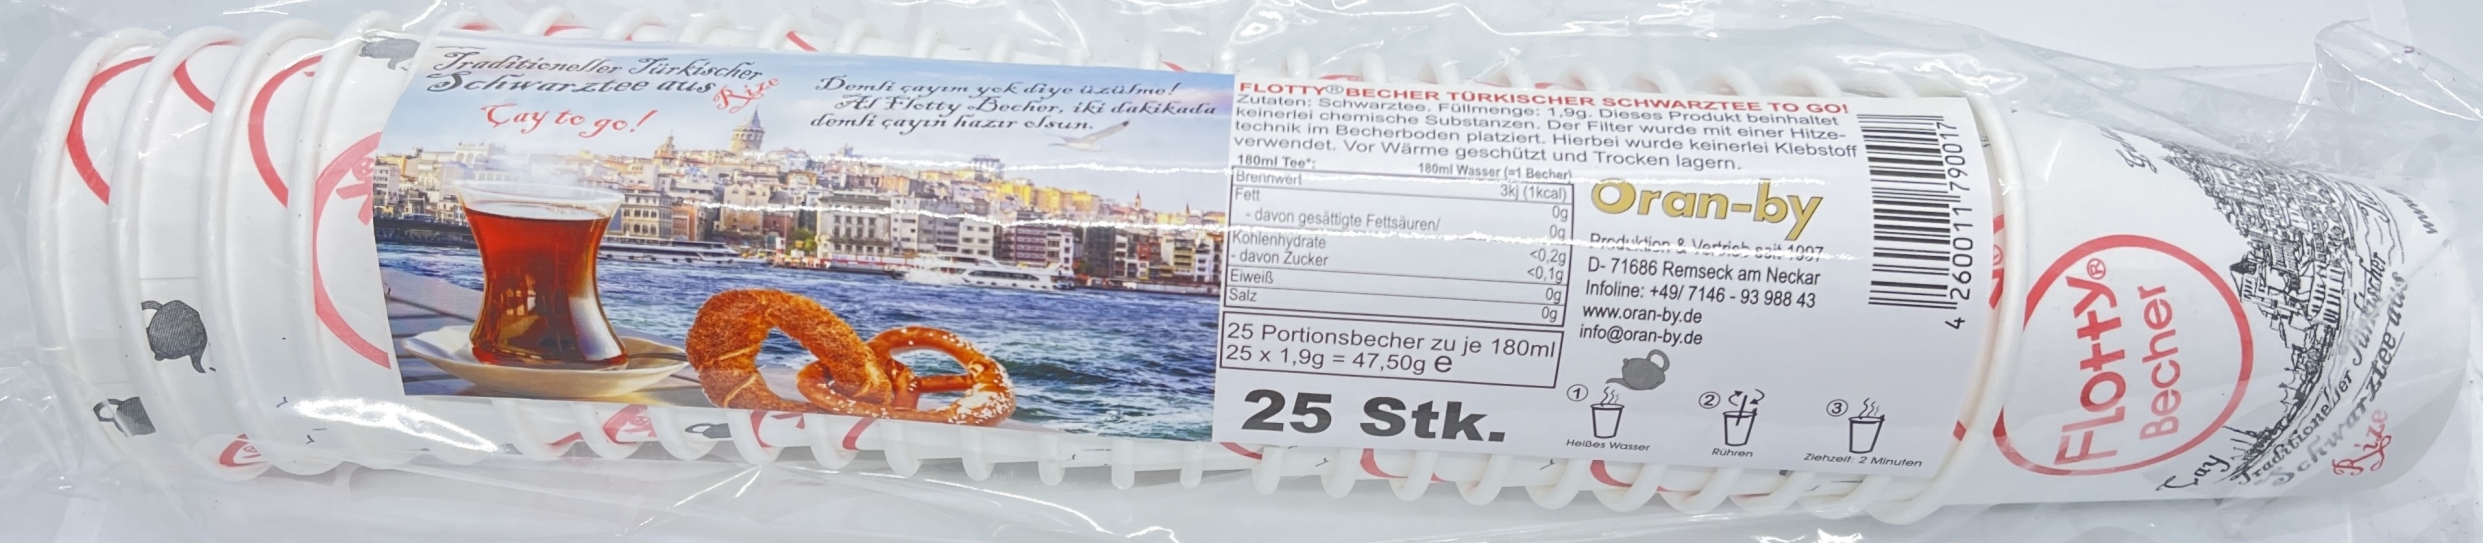 Traditioneller Türkischer
Schwarztee aus Rize
Çay to go!
Demli çayım yok diye üzülme!
Al Flotty Becher, iki dakikada
demli çayın hazır olsun.
FLOTTY® BECHER TÜRKISCHER SCHWARZTEE TO GO!
Zutaten: Schwarztee. Füllmenge: 1,9g. Dieses Produkt beinhaltet
keinerlei chemische Substanzen. Der Filter wurde mit einer Hitze-
technik im Becherboden platziert. Hierbei wurde keinerlei Klebstoff
verwendet. Vor Wärme geschützt und Trocken lagern.
180ml Tee*: 180ml Wasser (=1 Becher)
Brennwert 3kj (1kcal)
Fett 0g
- davon gesättigte Fettsäuren/ 0g
Kohlenhydrate <0,2g
- davon Zucker <0,1g
Eiweiß 0g
Salz 0g
25 Portionsbecher zu je 180ml
25 x 1,9g = 47,50g e
25 Stk.
Oran-by
Produktion & Vertrieb seit 1997
D- 71686 Remseck am Neckar
Infoline: +49/ 7146 - 93 988 43
www.oran-by.de
info@oran-by.de
1 Heißes Wasser
2 Rühren
3 Ziehzeit: 2 Minuten
4 260011 790017
Flotty®
Becher
Çay
Traditioneller Türkischer
Schwarztee aus
Rize
www